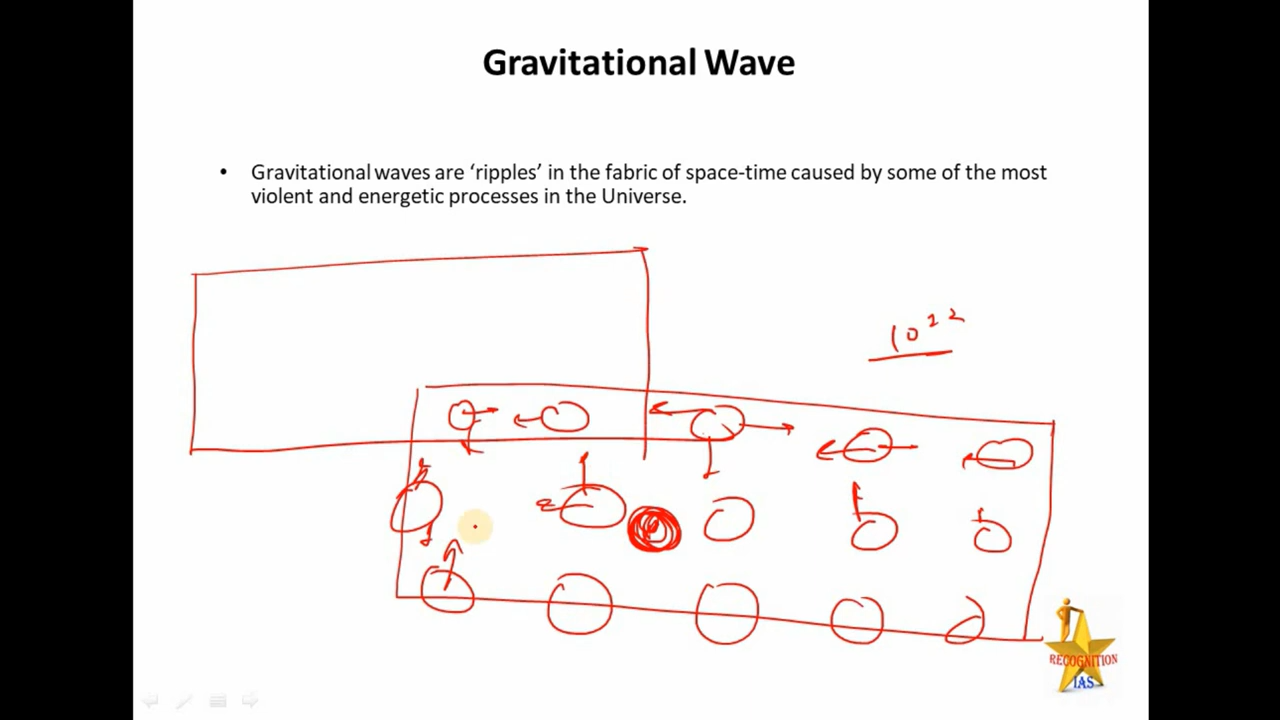 Gravitational Wave
• Gravitational waves are ‘ripples’ in the fabric of space-time caused by some of the most
violent and energetic processes in the Universe.
10²²
RECOGNITION
IAS